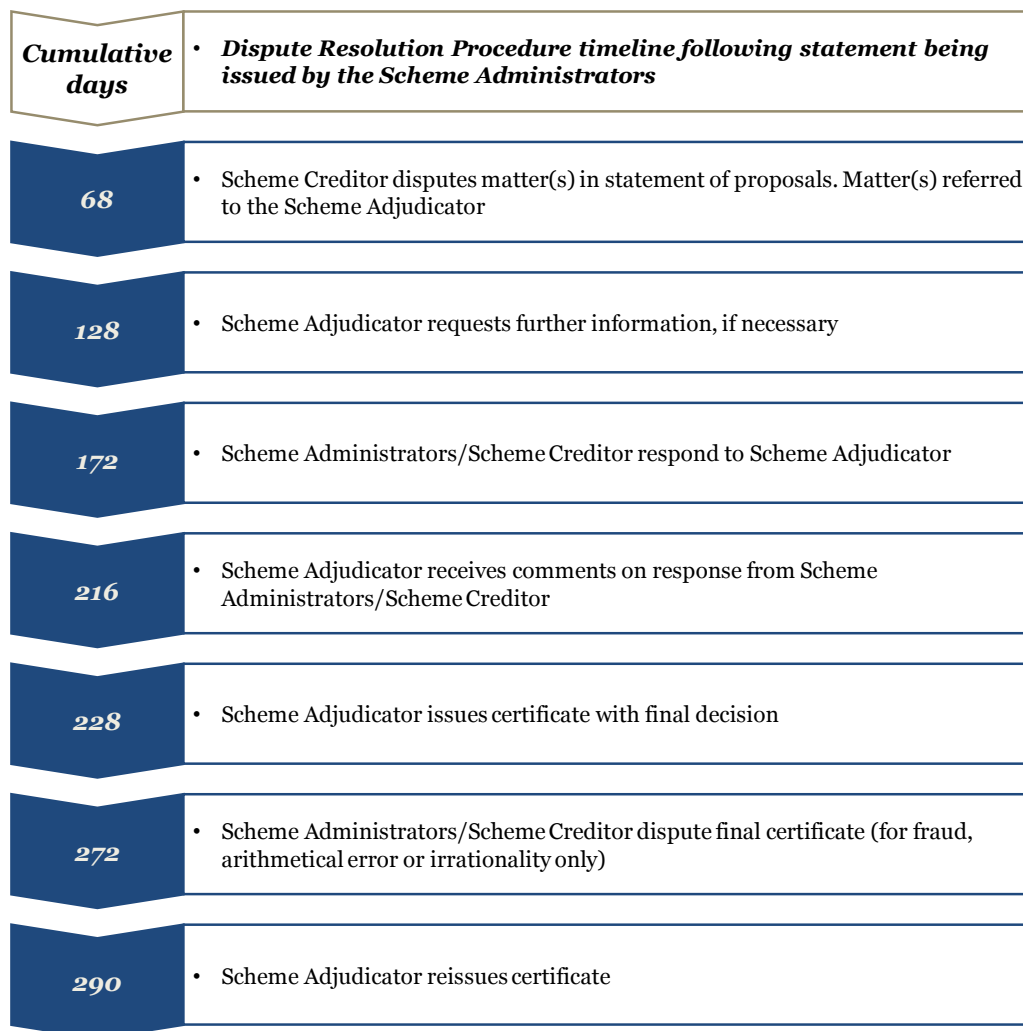 Cumulative
days
• Dispute Resolution Procedure timeline following statement being
issued by the Scheme Administrators
68
• Scheme Creditor disputes matter(s) in statement of proposals. Matter(s) referred
to the Scheme Adjudicator
128
• Scheme Adjudicator requests further information, if necessary
172
• Scheme Administrators/Scheme Creditor respond to Scheme Adjudicator
216
• Scheme Adjudicator receives comments on response from Scheme
Administrators/Scheme Creditor
228
• Scheme Adjudicator issues certificate with final decision
272
• Scheme Administrators/Scheme Creditor dispute final certificate (for fraud,
arithmetical error or irrationality only)
290
• Scheme Adjudicator reissues certificate